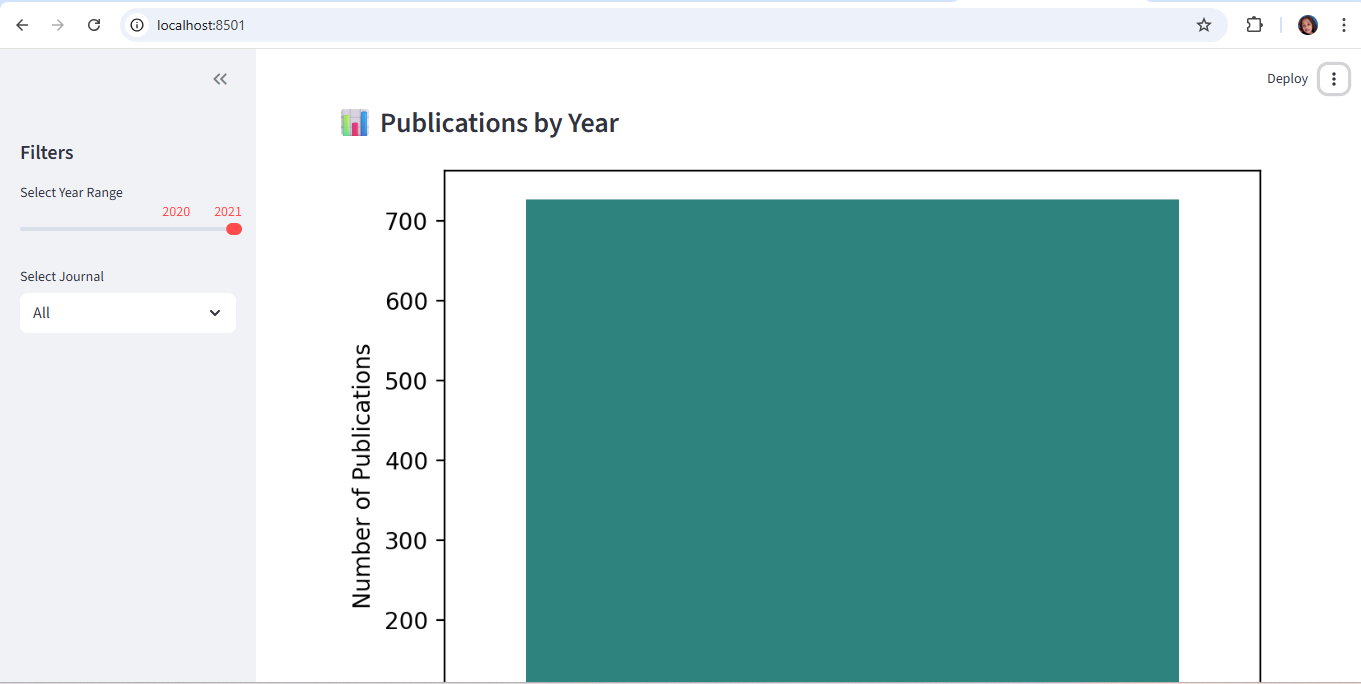 localhost:8501
Deploy
Publications by Year
Filters
Select Year Range
2020 2021
Select Journal
All
Number of Publications
700
600
500
400
300
200